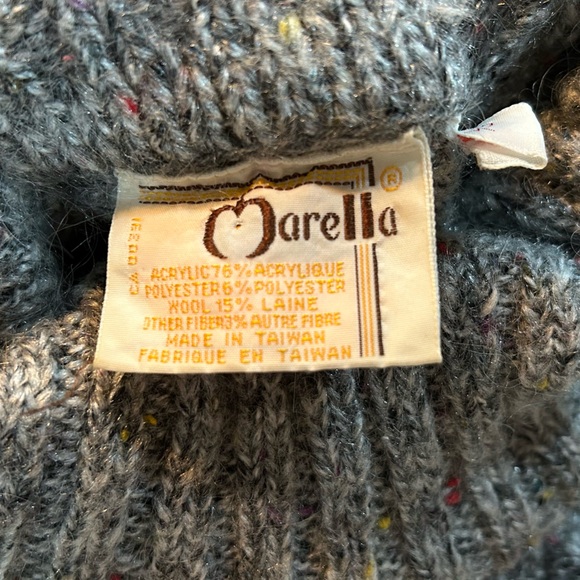 Marella ®
ACRYLIC 76% ACRYLIQUE
POLYESTER 6% POLYESTER
WOOL 15% LAINE
OTHER FIBER 3% AUTRE FIBRE
MADE IN TAIWAN
FABRIQUE EN TAIWAN